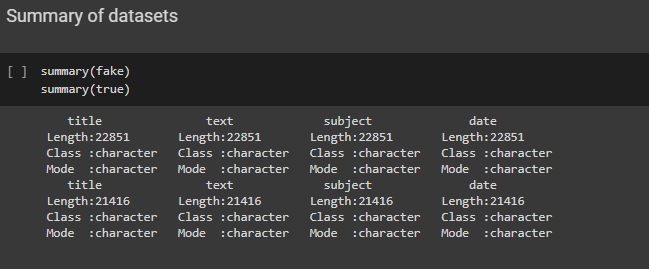 Summary of datasets
[ ] summary(fake)
summary(true)
title text subject date
Length:22851 Length:22851 Length:22851 Length:22851
Class :character Class :character Class :character Class :character
Mode :character Mode :character Mode :character Mode :character
title text subject date
Length:21416 Length:21416 Length:21416 Length:21416
Class :character Class :character Class :character Class :character
Mode :character Mode :character Mode :character Mode :character